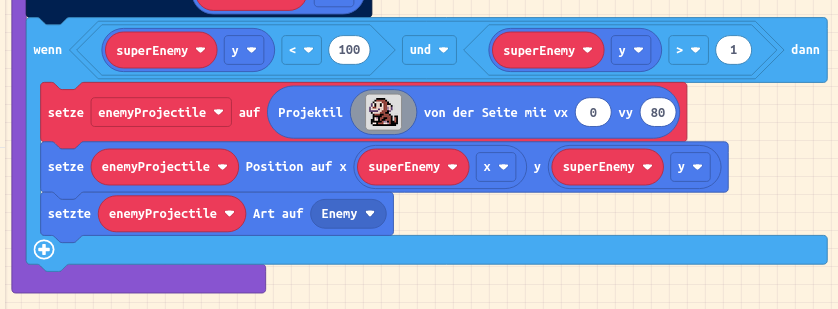 wenn superEnemy y < 100 und superEnemy y > 1 dann
setze enemyProjectile auf Projektil von der Seite mit vx 0 vy 80
setze enemyProjectile Position auf x superEnemy x y superEnemy y
setzte enemyProjectile Art auf Enemy